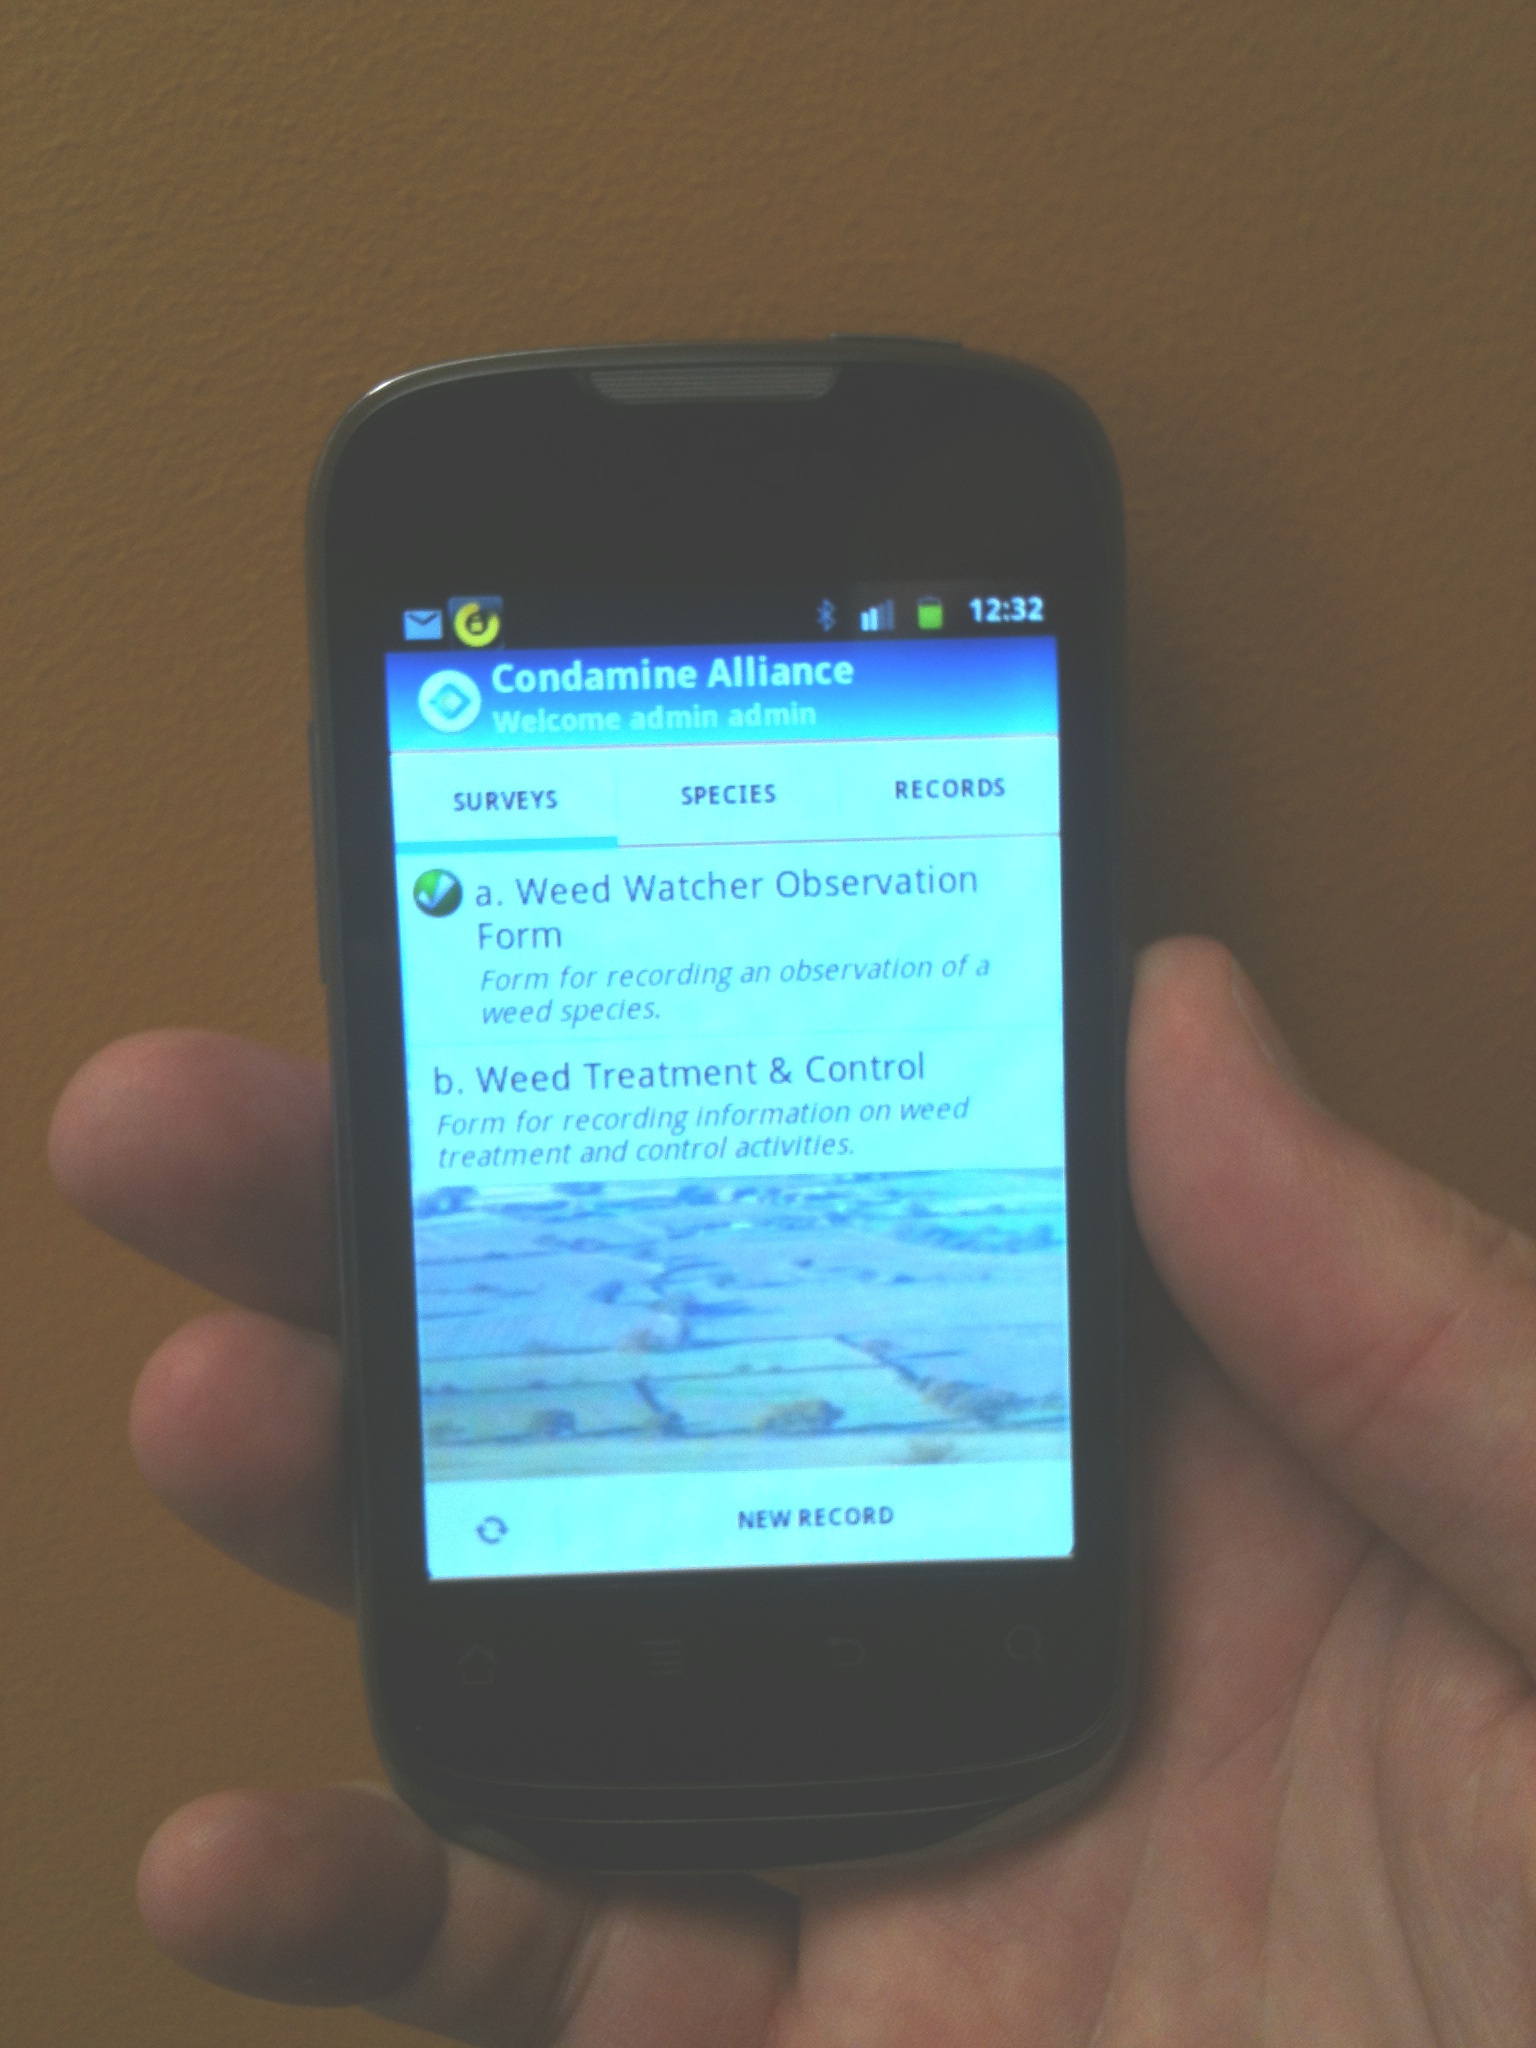 12:32
Condamine Alliance
Welcome admin admin
SURVEYS SPECIES RECORDS
a. Weed Watcher Observation
Form
Form for recording an observation of a
weed species.
b. Weed Treatment & Control
Form for recording information on weed
treatment and control activities.
NEW RECORD